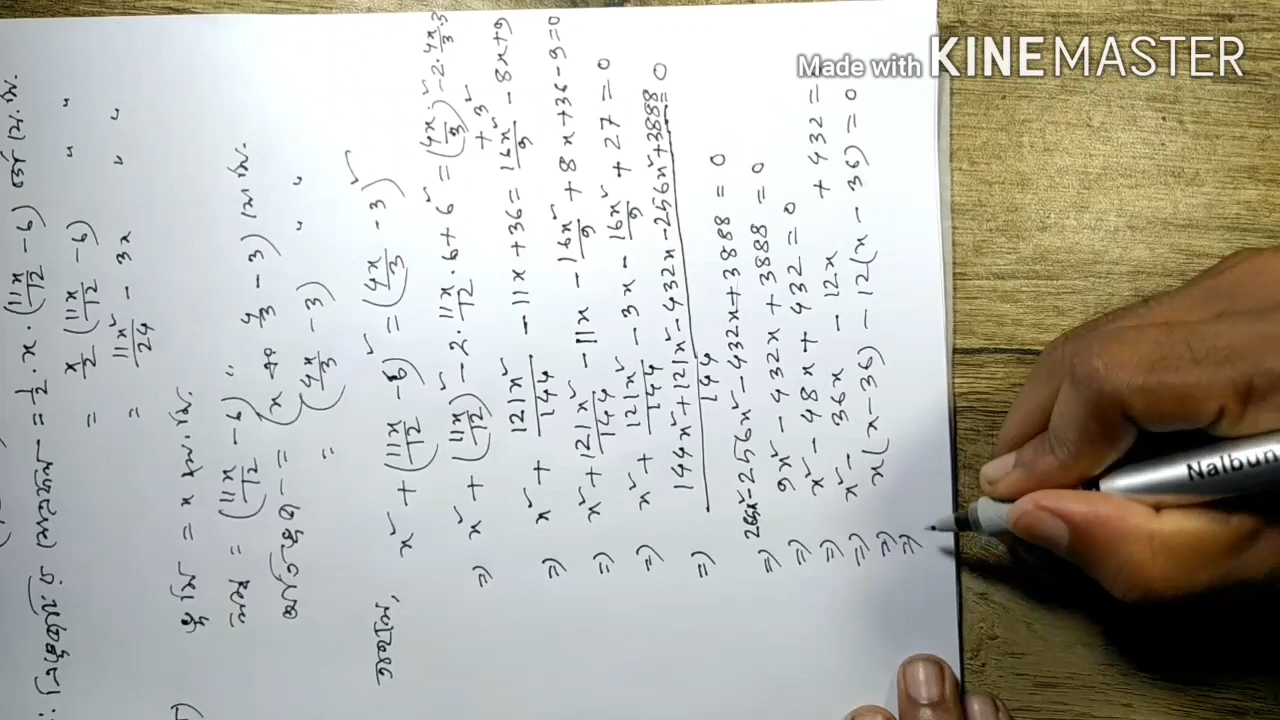 ∴ ত্রিভুজটির ক্ষেত্রফল = 1/2 · x · (11x/12 - 6) বর্গ সে.মি.
= x/2 (11x/12 - 6) " "
= 11x²/24 - 3x " "
ভূমি = x সে.মি.
লম্ব = (11x/12 - 6) "
অতিভুজ = (4x/3 - 3) সে.মি.
= (4x/3 - 3) "
x² + (11x/12 - 6)² = (4x/3 - 3)²
⇒ x² + (11x/12)² - 2· 11x/12 ·6 + 6² = (4x/3)² - 2· 4x/3 ·3 + 3²
⇒ x² + 121x²/144 - 11x + 36 = 16x²/9 - 8x + 9
⇒ x² + 121x²/144 - 11x - 16x²/9 + 8x + 36 - 9 = 0
⇒ x² + 121x²/144 - 3x - 16x²/9 + 27 = 0
⇒ 144x² + 121x² - 432x - 256x² + 3888/144 = 0
⇒ 265x² - 256x² - 432x + 3888 = 0
⇒ 9x² - 432x + 3888 = 0
⇒ x² - 48x + 432 = 0
⇒ x² - 36x - 12x + 432 =
⇒ x(x - 36) - 12(x - 36) = 0
⇒
Made with KINEMASTER
Nalbun